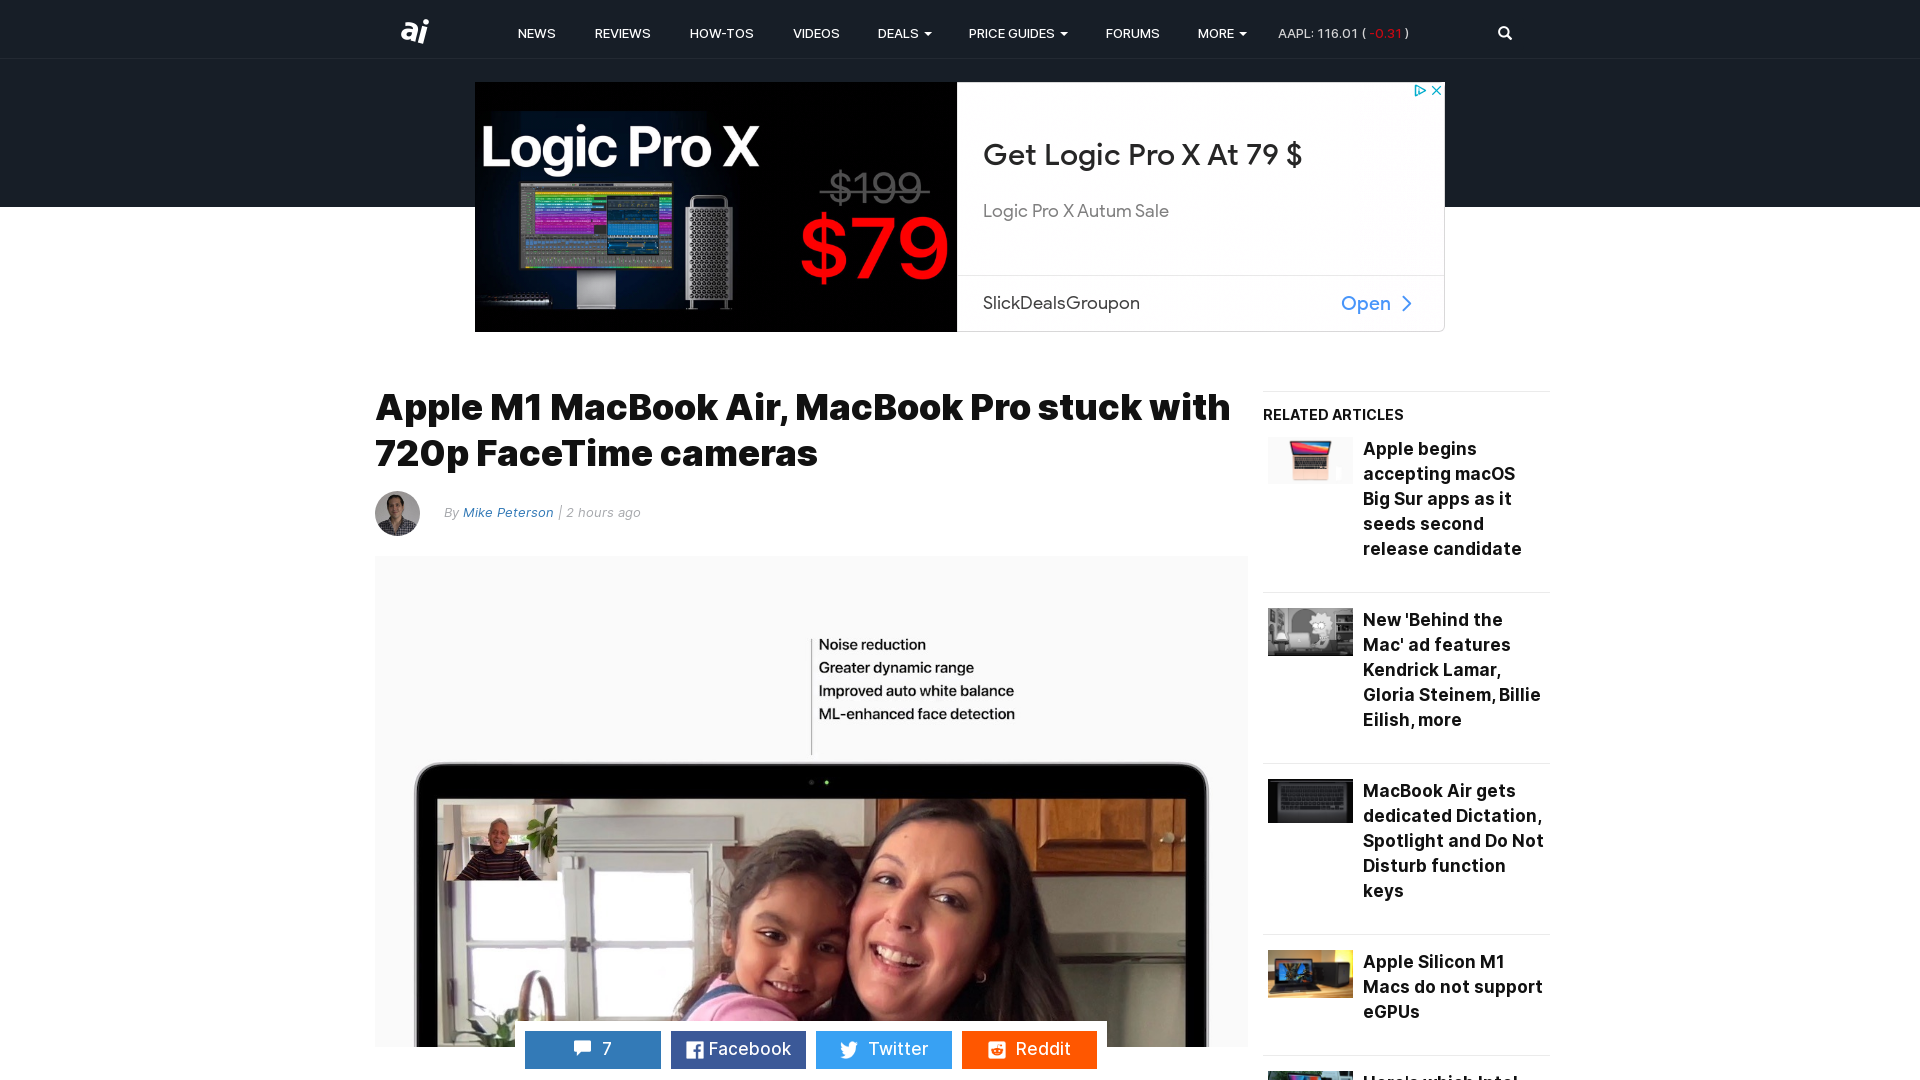 ai
NEWS
REVIEWS
HOW-TOS
VIDEOS
DEALS
PRICE GUIDES
FORUMS
MORE
AAPL: 116.01 ( -0.31 )
Logic Pro X
$199
$79
Get Logic Pro X At 79 $
Logic Pro X Autum Sale
SlickDealsGroupon
Open
Apple M1 MacBook Air, MacBook Pro stuck with
720p FaceTime cameras
By Mike Peterson | 2 hours ago
Noise reduction
Greater dynamic range
Improved auto white balance
ML-enhanced face detection
7
Facebook
Twitter
Reddit
RELATED ARTICLES
Apple begins
accepting macOS
Big Sur apps as it
seeds second
release candidate
New 'Behind the
Mac' ad features
Kendrick Lamar,
Gloria Steinem, Billie
Eilish, more
MacBook Air gets
dedicated Dictation,
Spotlight and Do Not
Disturb function
keys
Apple Silicon M1
Macs do not support
eGPUs
Here's which Intel